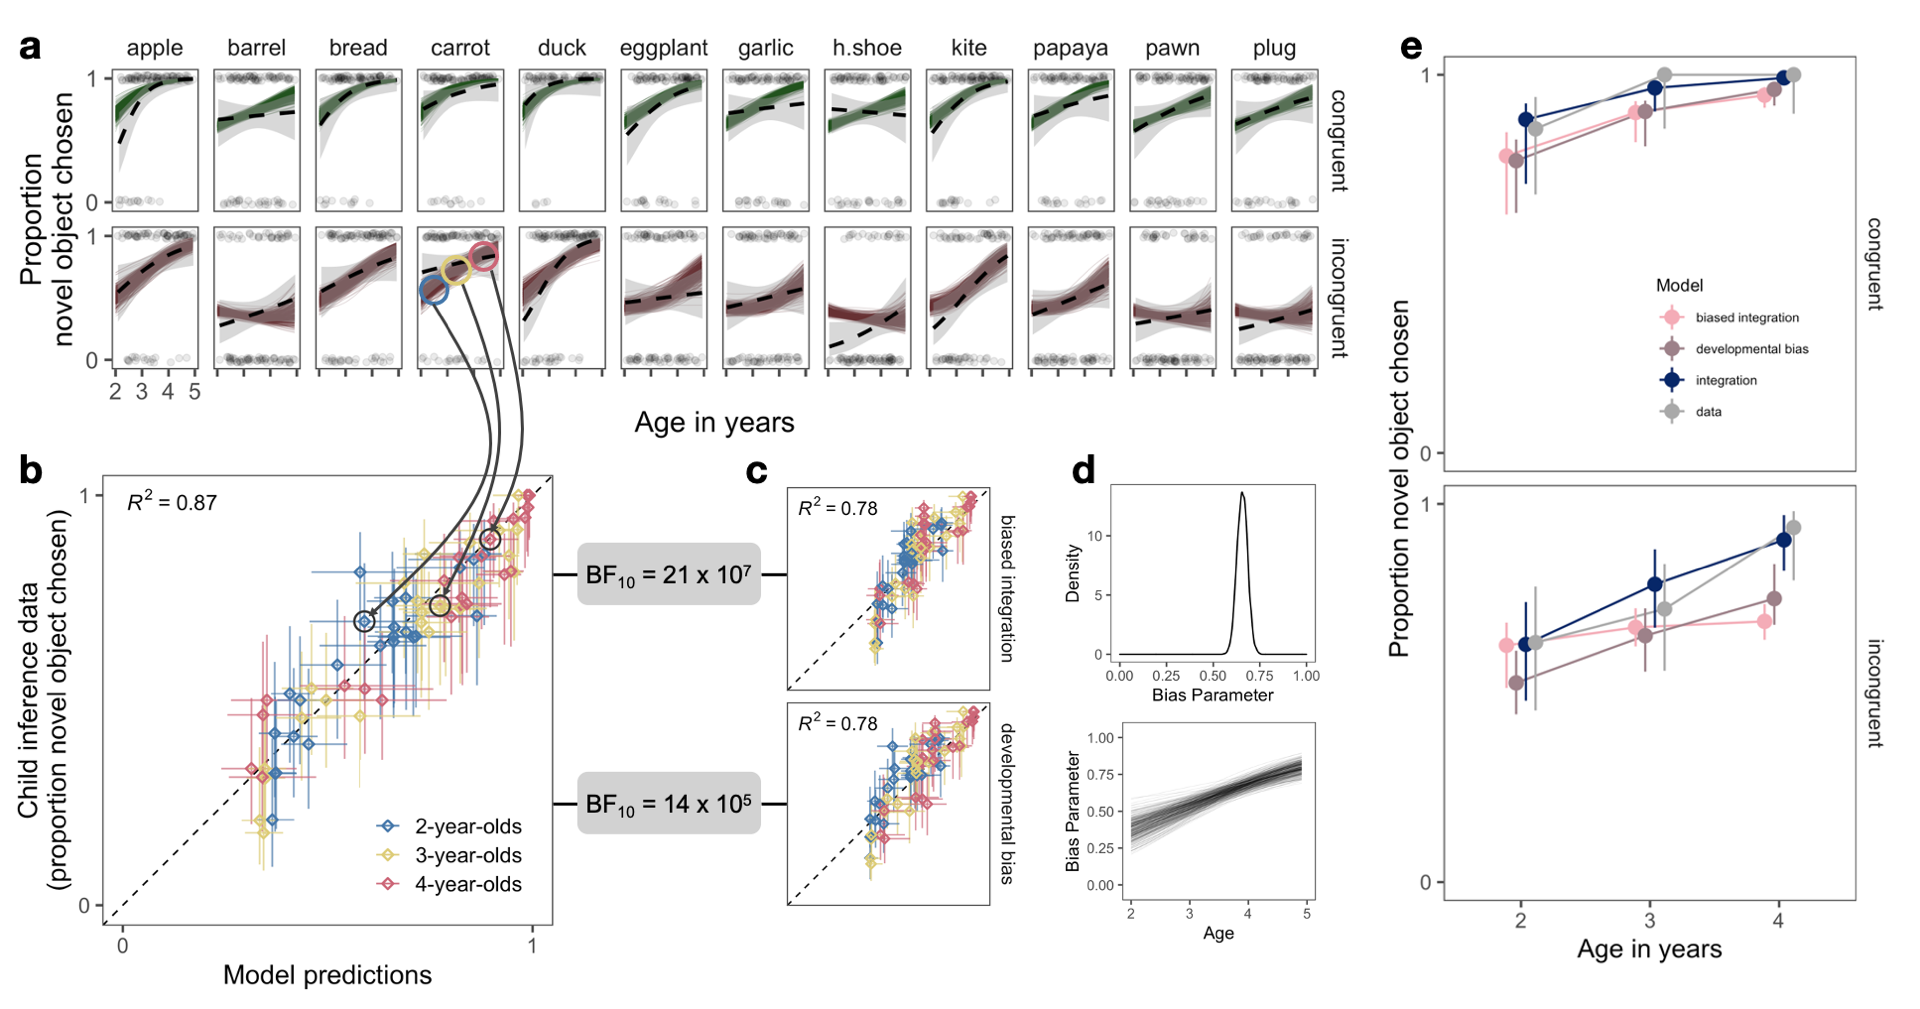 a
apple barrel bread carrot duck eggplant garlic h.shoe kite papaya pawn plug
Proportion
novel object chosen
1
0
congruent
1
0
incongruent
2 3 4 5
Age in years
b
R² = 0.87
Child inference data
(proportion novel object chosen)
1
0
2-year-olds
3-year-olds
4-year-olds
0 1
Model predictions
BF₁₀ = 21 x 10⁷
BF₁₀ = 14 x 10⁵
c
R² = 0.78
biased integration
R² = 0.78
developmental bias
d
Density
10
5
0
0.00 0.25 0.50 0.75 1.00
Bias Parameter
Bias Parameter
1.00
0.75
0.50
0.25
0.00
2 3 4 5
Age
e
Proportion novel object chosen
1
0
congruent
Model
biased integration
developmental bias
integration
data
1
0
incongruent
2 3 4
Age in years